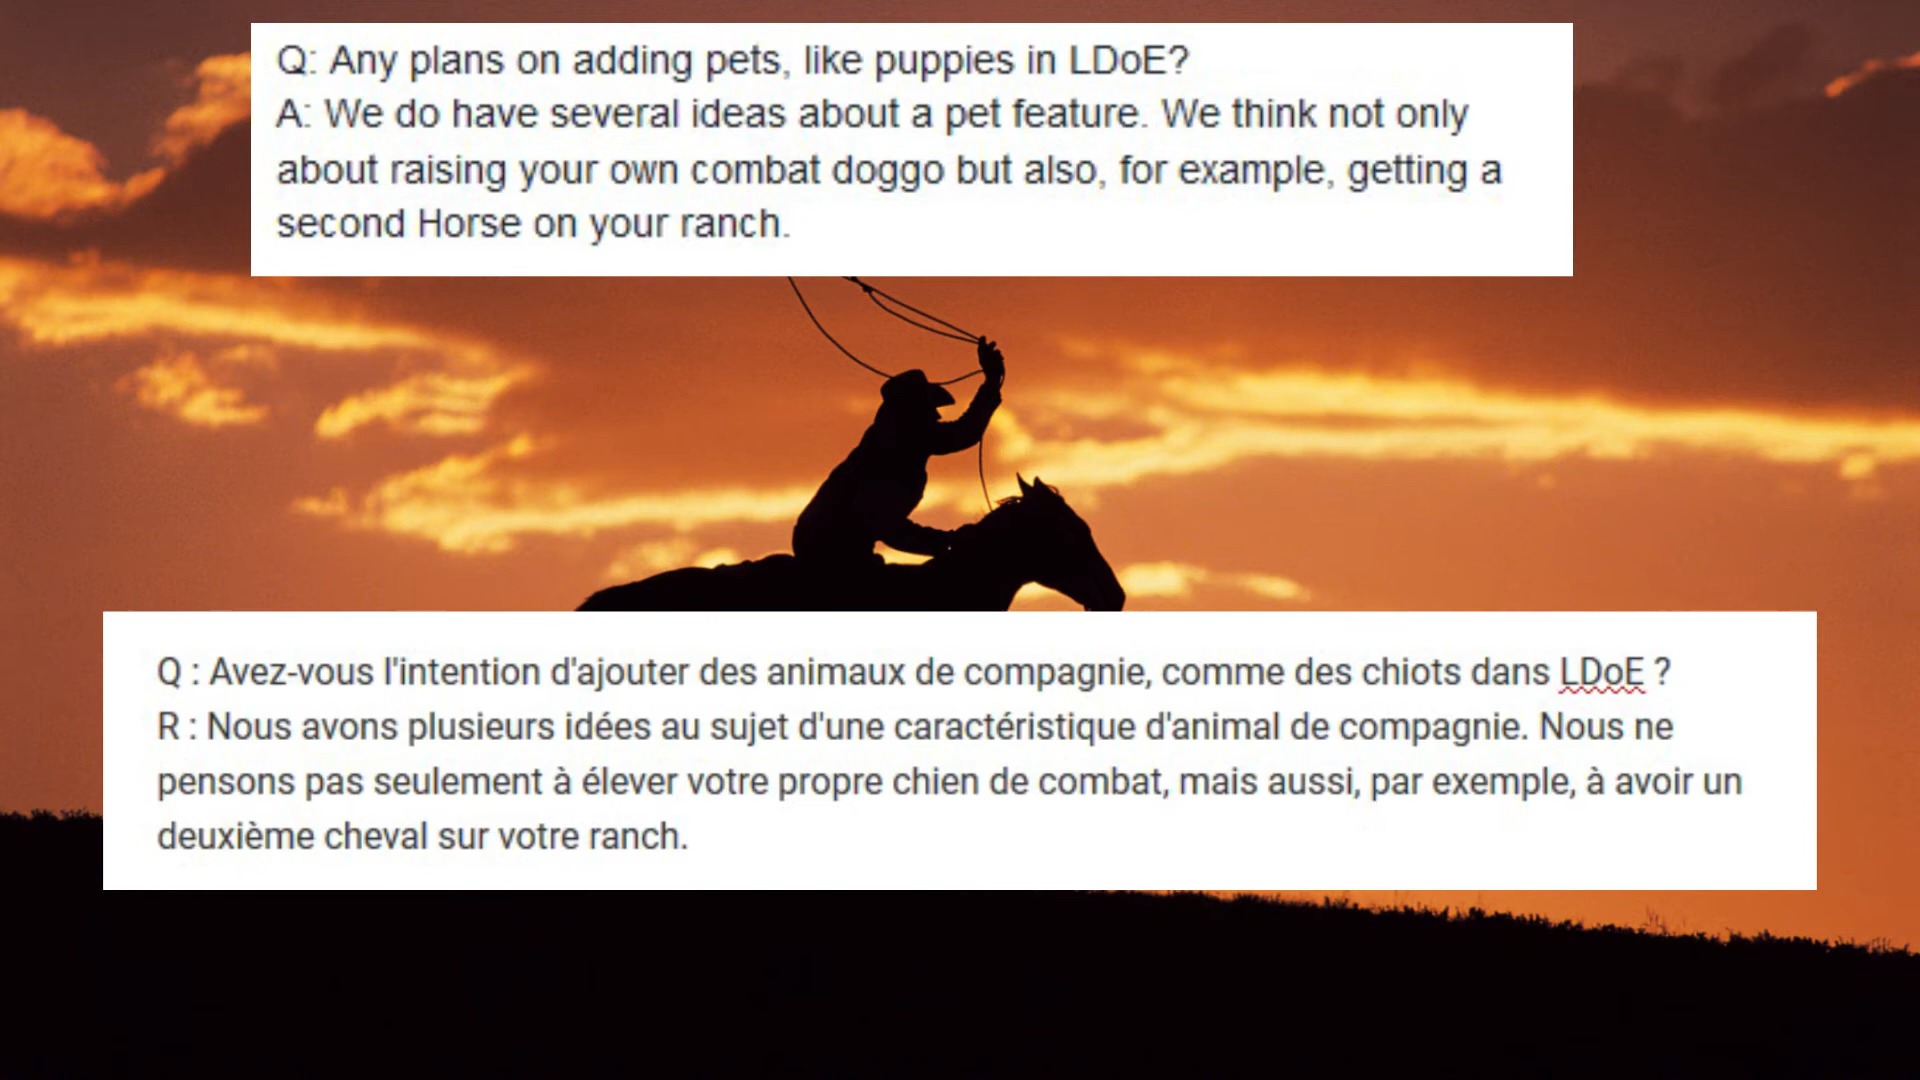 Q: Any plans on adding pets, like puppies in LDoE?
A: We do have several ideas about a pet feature. We think not only
about raising your own combat doggo but also, for example, getting a
second Horse on your ranch.
Q : Avez-vous l'intention d'ajouter des animaux de compagnie, comme des chiots dans LDoE ?
R : Nous avons plusieurs idées au sujet d'une caractéristique d'animal de compagnie. Nous ne
pensons pas seulement à élever votre propre chien de combat, mais aussi, par exemple, à avoir un
deuxième cheval sur votre ranch.